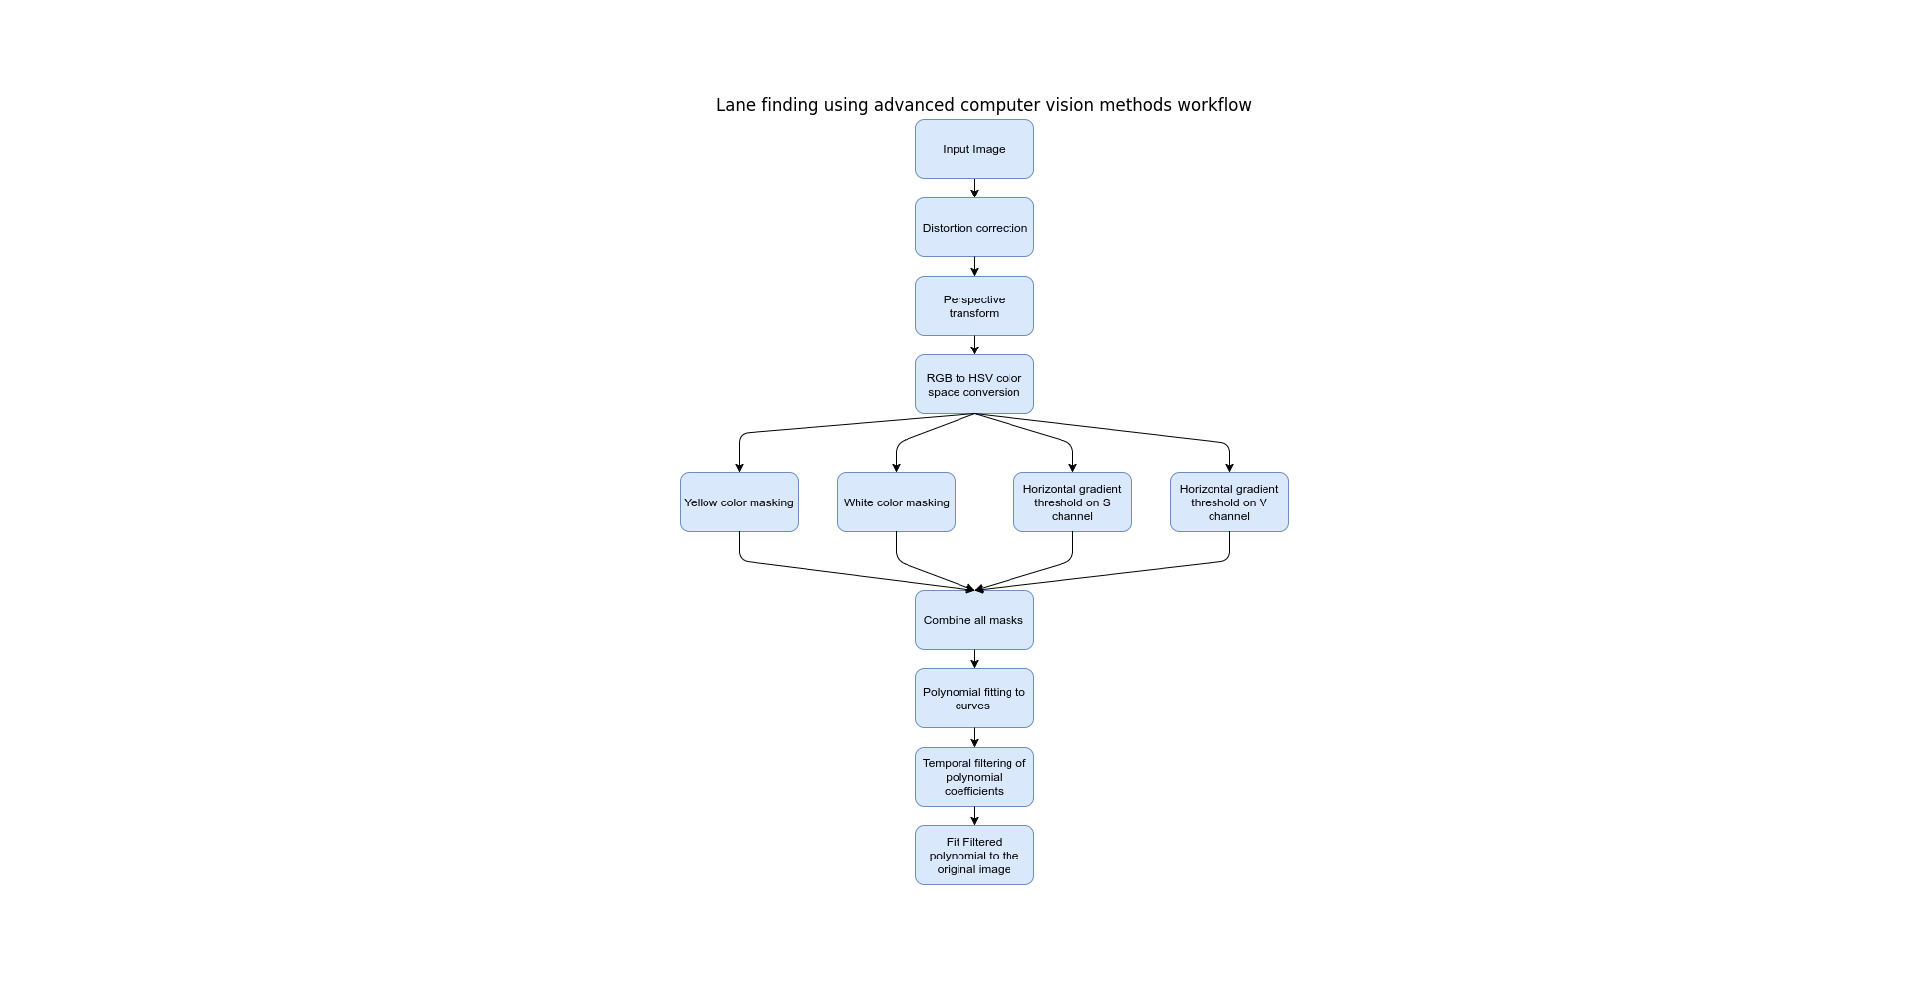 Lane finding using advanced computer vision methods workflow
Input Image
Distortion correction
Perspective
transform
RGB to HSV color
space conversion
Yellow color masking
White color masking
Horizontal gradient
threshold on S
channel
Horizontal gradient
threshold on V
channel
Combine all masks
Polynomial fitting to
curves
Temporal filtering of
polynomial
coefficients
Fit Filtered
polynomial to the
original image